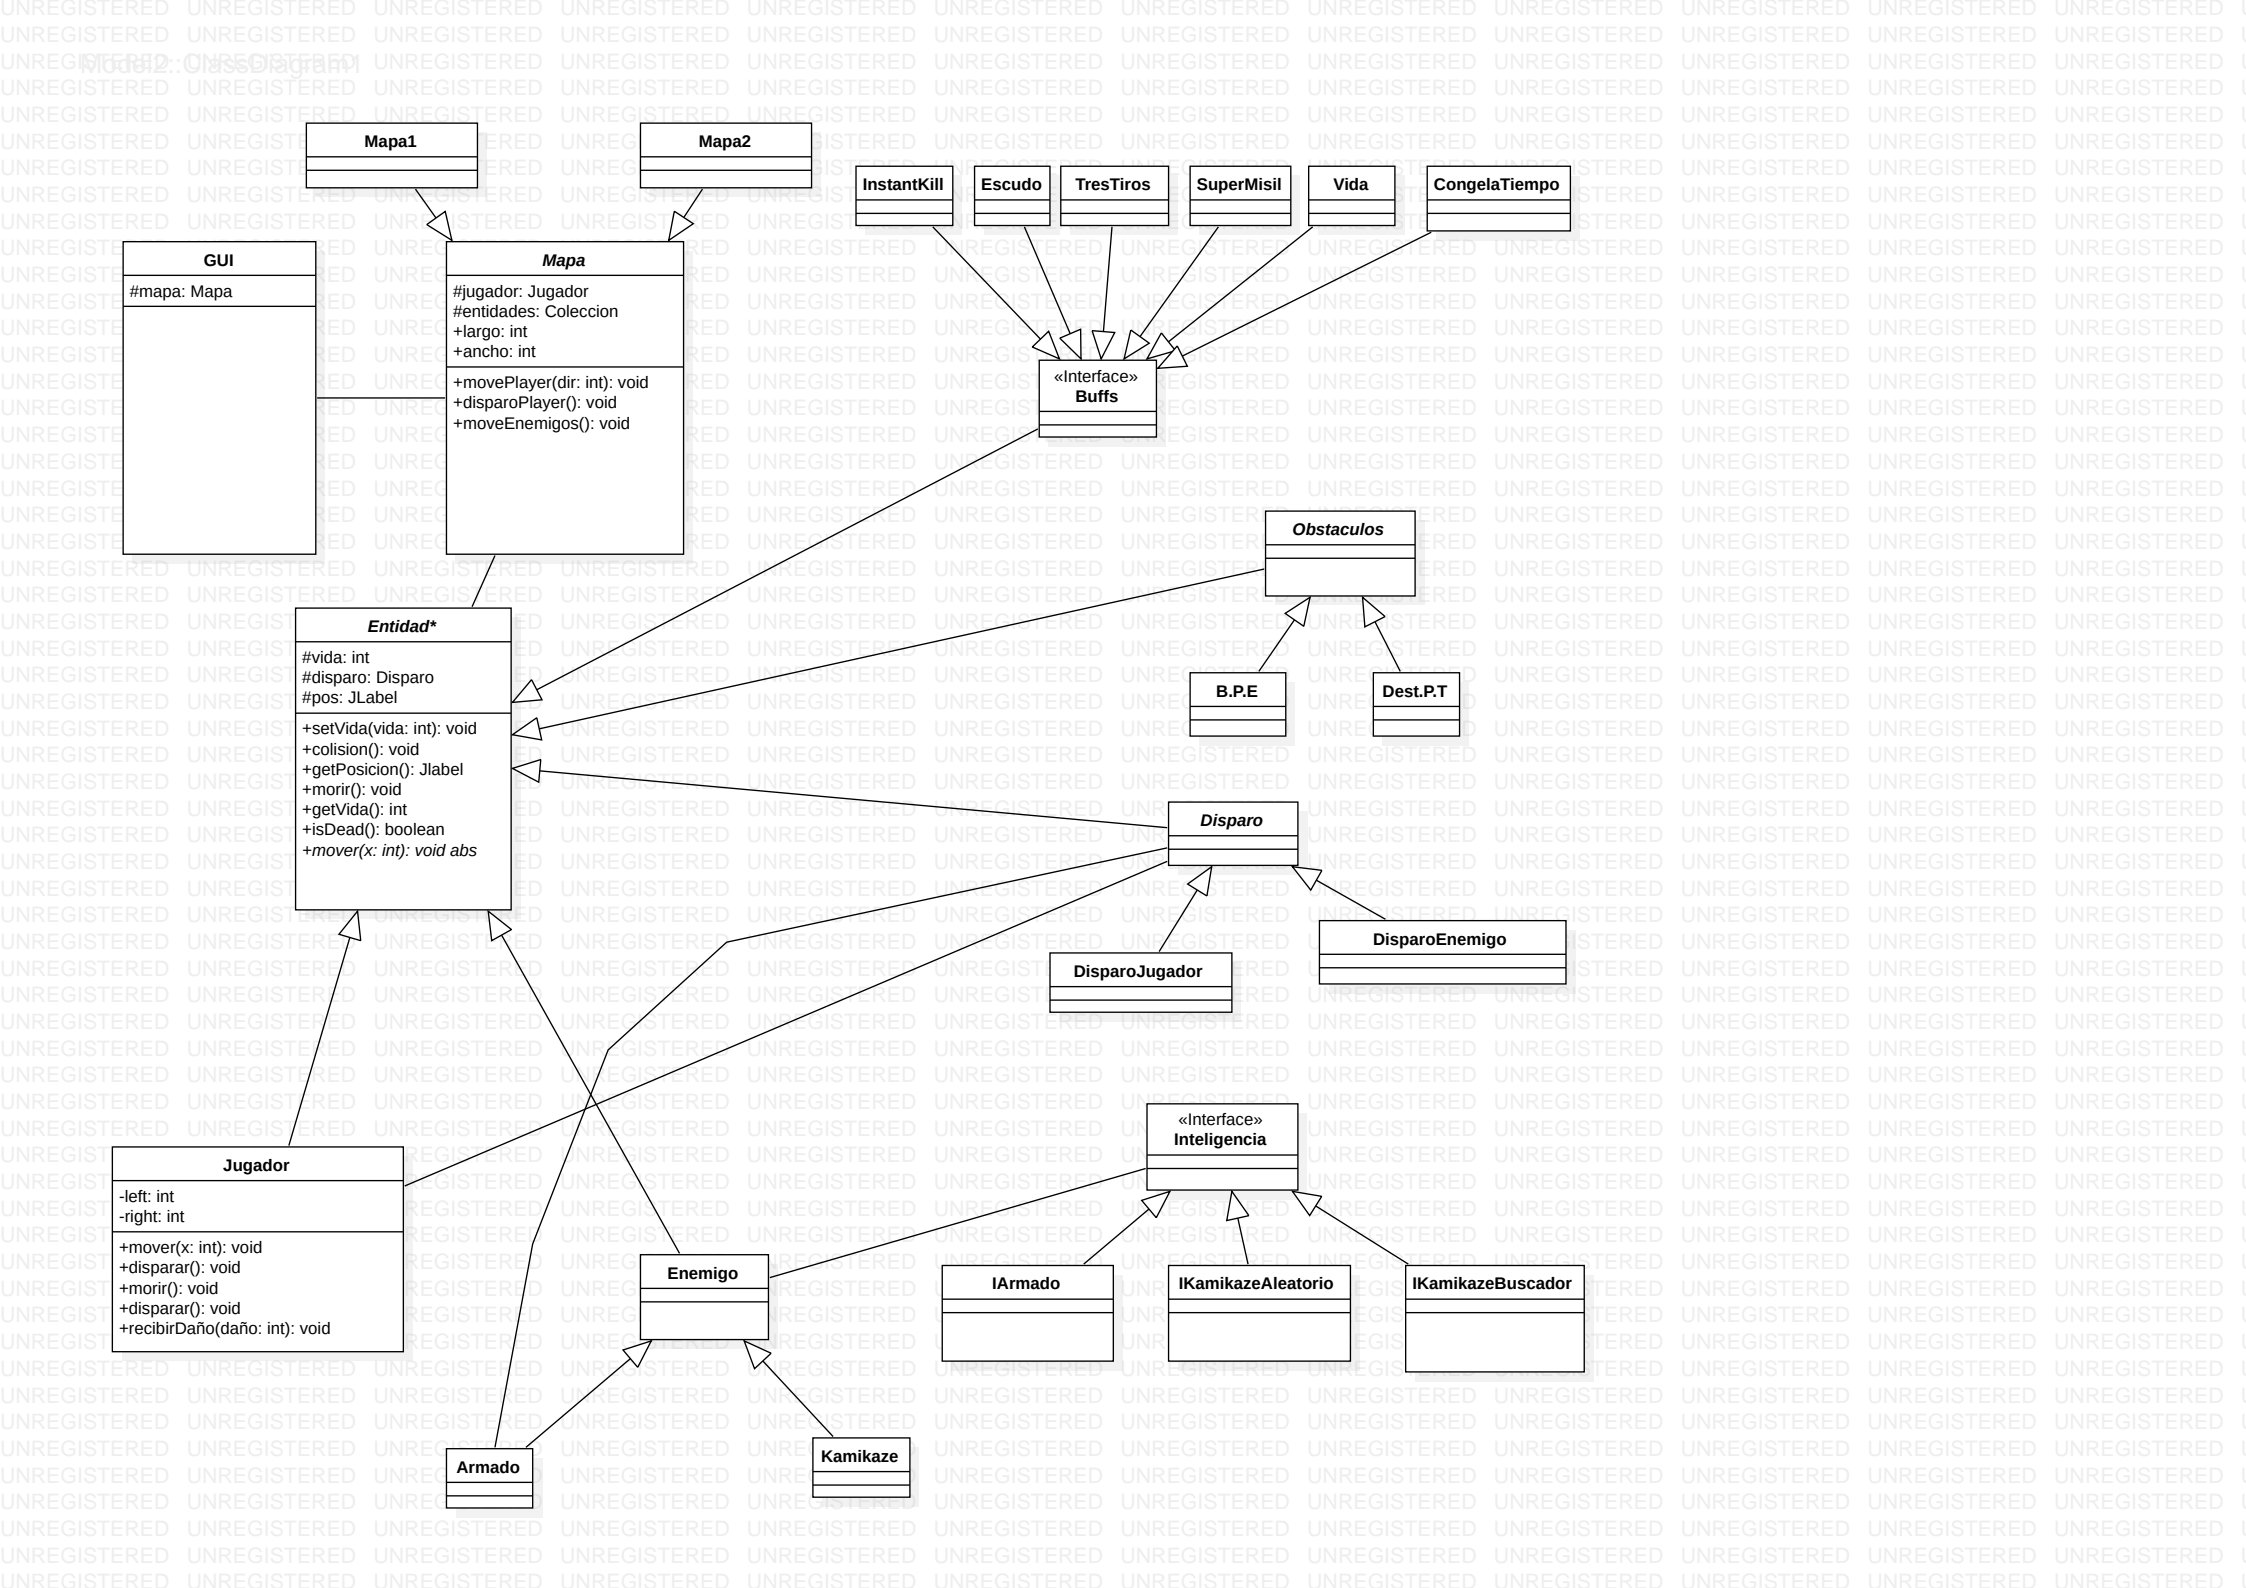 Model2::ClassDiagram1
Mapa1
Mapa2
InstantKill
Escudo
TresTiros
SuperMisil
Vida
CongelaTiempo
GUI
#mapa: Mapa
Mapa
#jugador: Jugador
#entidades: Coleccion
+largo: int
+ancho: int
+movePlayer(dir: int): void
+disparoPlayer(): void
+moveEnemigos(): void
«Interface»
Buffs
Obstaculos
B.P.E
Dest.P.T
Entidad*
#vida: int
#disparo: Disparo
#pos: JLabel
+setVida(vida: int): void
+colision(): void
+getPosicion(): Jlabel
+morir(): void
+getVida(): int
+isDead(): boolean
+mover(x: int): void abs
Disparo
DisparoEnemigo
DisparoJugador
«Interface»
Inteligencia
Jugador
-left: int
-right: int
+mover(x: int): void
+disparar(): void
+morir(): void
+disparar(): void
+recibirDaño(daño: int): void
Enemigo
IArmado
IKamikazeAleatorio
IKamikazeBuscador
Armado
Kamikaze
UNREGISTERED